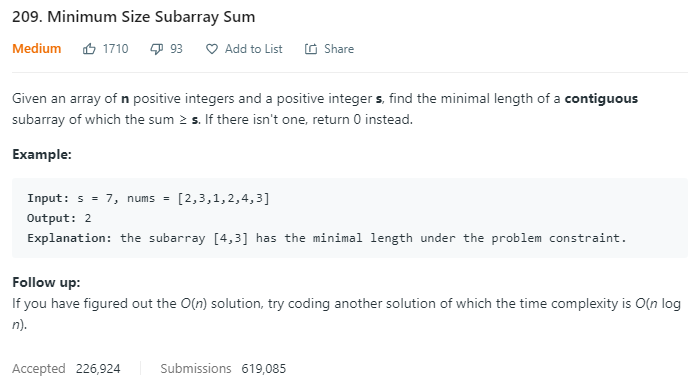 209. Minimum Size Subarray Sum
Medium 1710 93 Add to List Share
Given an array of n positive integers and a positive integer s, find the minimal length of a contiguous
subarray of which the sum ≥ s. If there isn't one, return 0 instead.
Example:
Input: s = 7, nums = [2,3,1,2,4,3]
Output: 2
Explanation: the subarray [4,3] has the minimal length under the problem constraint.
Follow up:
If you have figured out the O(n) solution, try coding another solution of which the time complexity is O(n log
n).
Accepted 226,924 Submissions 619,085